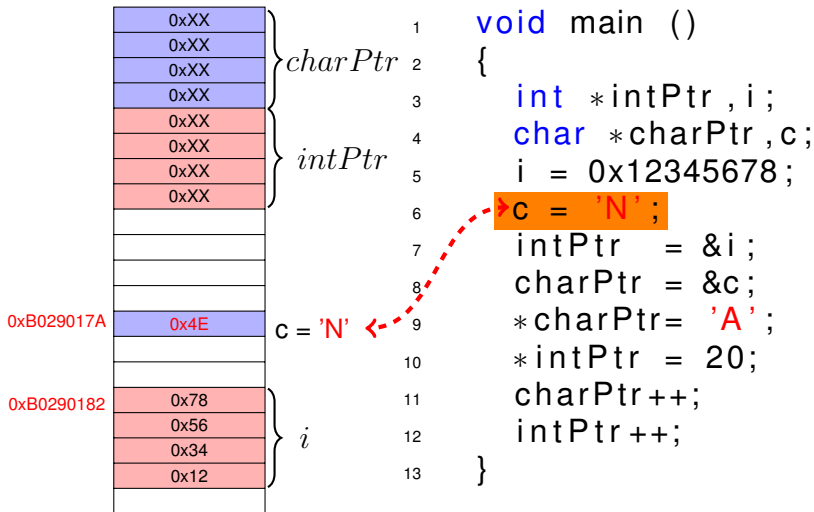 0xXX
0xXX
0xXX
0xXX
charPtr
0xXX
0xXX
0xXX
0xXX
intPtr
0xB029017A 0x4E c = 'N'
0xB0290182 0x78
0x56
0x34
0x12
i
1 void main ()
2 {
3 int *intPtr,i;
4 char *charPtr,c;
5 i = 0x12345678;
6 c = 'N';
7 intPtr = &i;
8 charPtr = &c;
9 *charPtr= 'A';
10 *intPtr = 20;
11 charPtr++;
12 intPtr++;
13 }